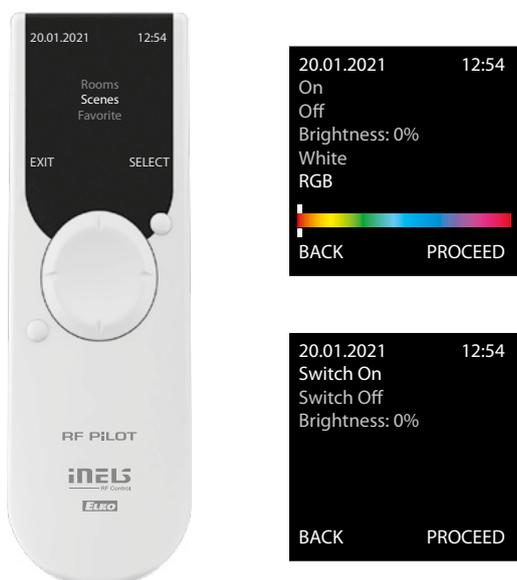 20.01.2021 12:54
Rooms
Scenes
Favorite
EXIT SELECT
RF PiLOT
iNELS
RF Control
ELKO
20.01.2021 12:54
On
Off
Brightness: 0%
White
RGB
BACK PROCEED
20.01.2021 12:54
Switch On
Switch Off
Brightness: 0%
BACK PROCEED